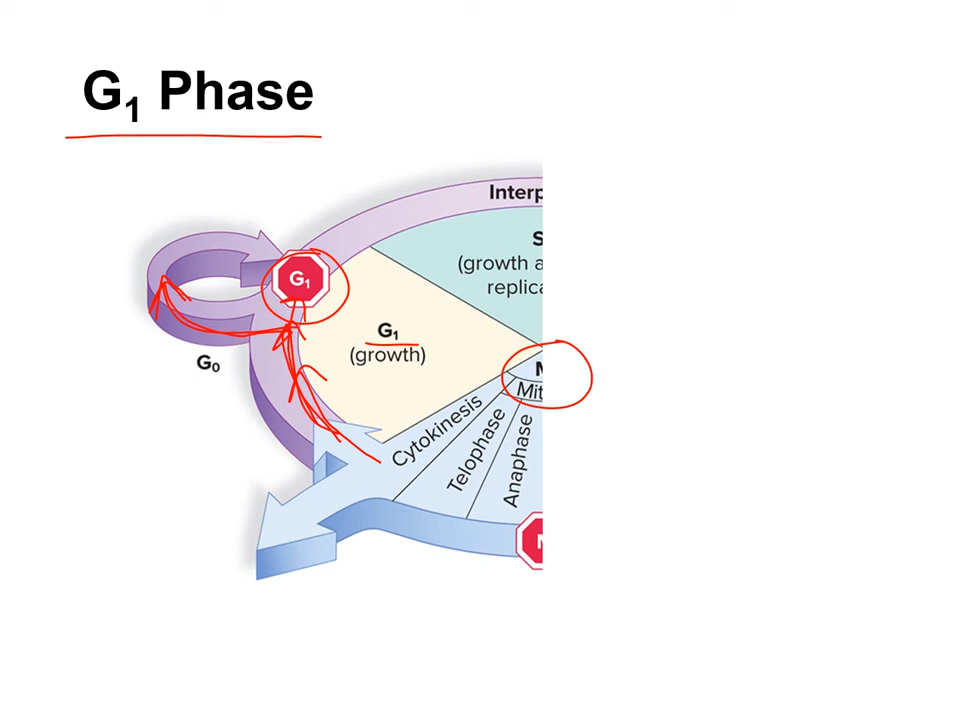 G₁ Phase
Interp
S
(growth a
replica
G₁
G₁
(growth)
G₀
M
Mit
Cytokinesis
Telophase
Anaphase